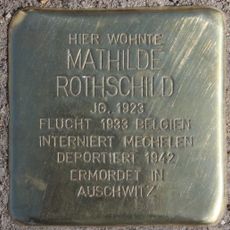 HIER WOHNTE
MATHILDE
ROTHSCHILD
JG. 1923
FLUCHT 1933 BELGIEN
INTERNIERT MECHELEN
DEPORTIERT 1942
ERMORDET IN
AUSCHWITZ